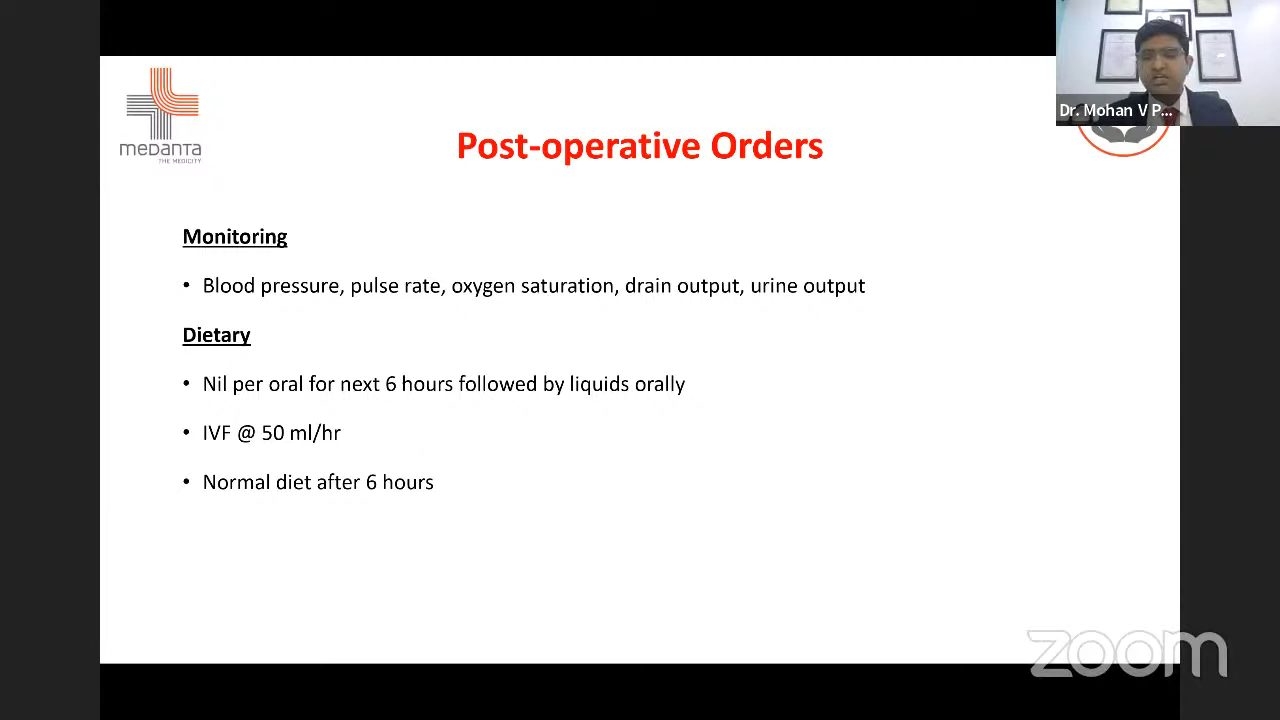 medanta
THE MEDICITY
Dr. Mohan V P...
Post-operative Orders
Monitoring
• Blood pressure, pulse rate, oxygen saturation, drain output, urine output
Dietary
• Nil per oral for next 6 hours followed by liquids orally
• IVF @ 50 ml/hr
• Normal diet after 6 hours
zoom